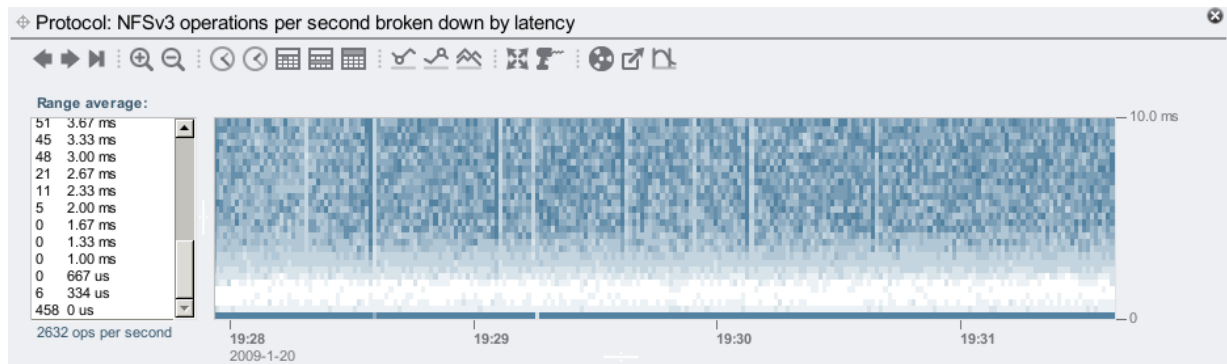 Protocol: NFSv3 operations per second broken down by latency
Range average:
51 3.67 ms
45 3.33 ms
48 3.00 ms
21 2.67 ms
11 2.33 ms
5 2.00 ms
0 1.67 ms
0 1.33 ms
0 1.00 ms
0 667 us
6 334 us
458 0 us
2632 ops per second
10.0 ms
0
19:28 19:29 19:30 19:31
2009-1-20